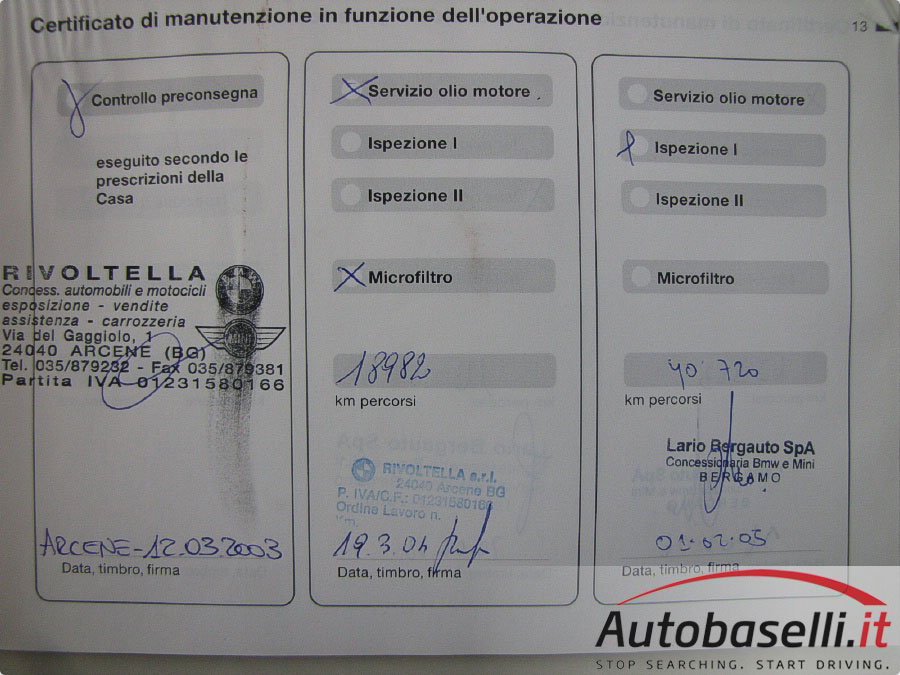 Certificato di manutenzione in funzione dell'operazione
13
Controllo preconsegna
eseguito secondo le
prescrizioni della
Casa
RIVOLTELLA
Concess. automobili e motocicli
esposizione - vendite
assistenza - carrozzeria
Via del Gaggiolo, 1
24040 ARCENE (BG)
Tel. 035/879232 - Fax 035/879381
Partita IVA 01231580166
MINI
ARCENE-12.03.2003
Data, timbro, firma
Servizio olio motore
Ispezione I
Ispezione II
Microfiltro
18982
km percorsi
RIVOLTELLA s.r.l.
24040 Arcene BG
P. IVA/C.F.: 01231580166
Ordine Lavoro n.
Km.
19.3.04
Data, timbro, firma
Servizio olio motore
Ispezione I
Ispezione II
Microfiltro
40.720
km percorsi
Lario Bergauto SpA
Concessionaria Bmw e Mini
BERGAMO
01.02.05
Data, timbro, firma
Autobaselli.it
STOP SEARCHING. START DRIVING.